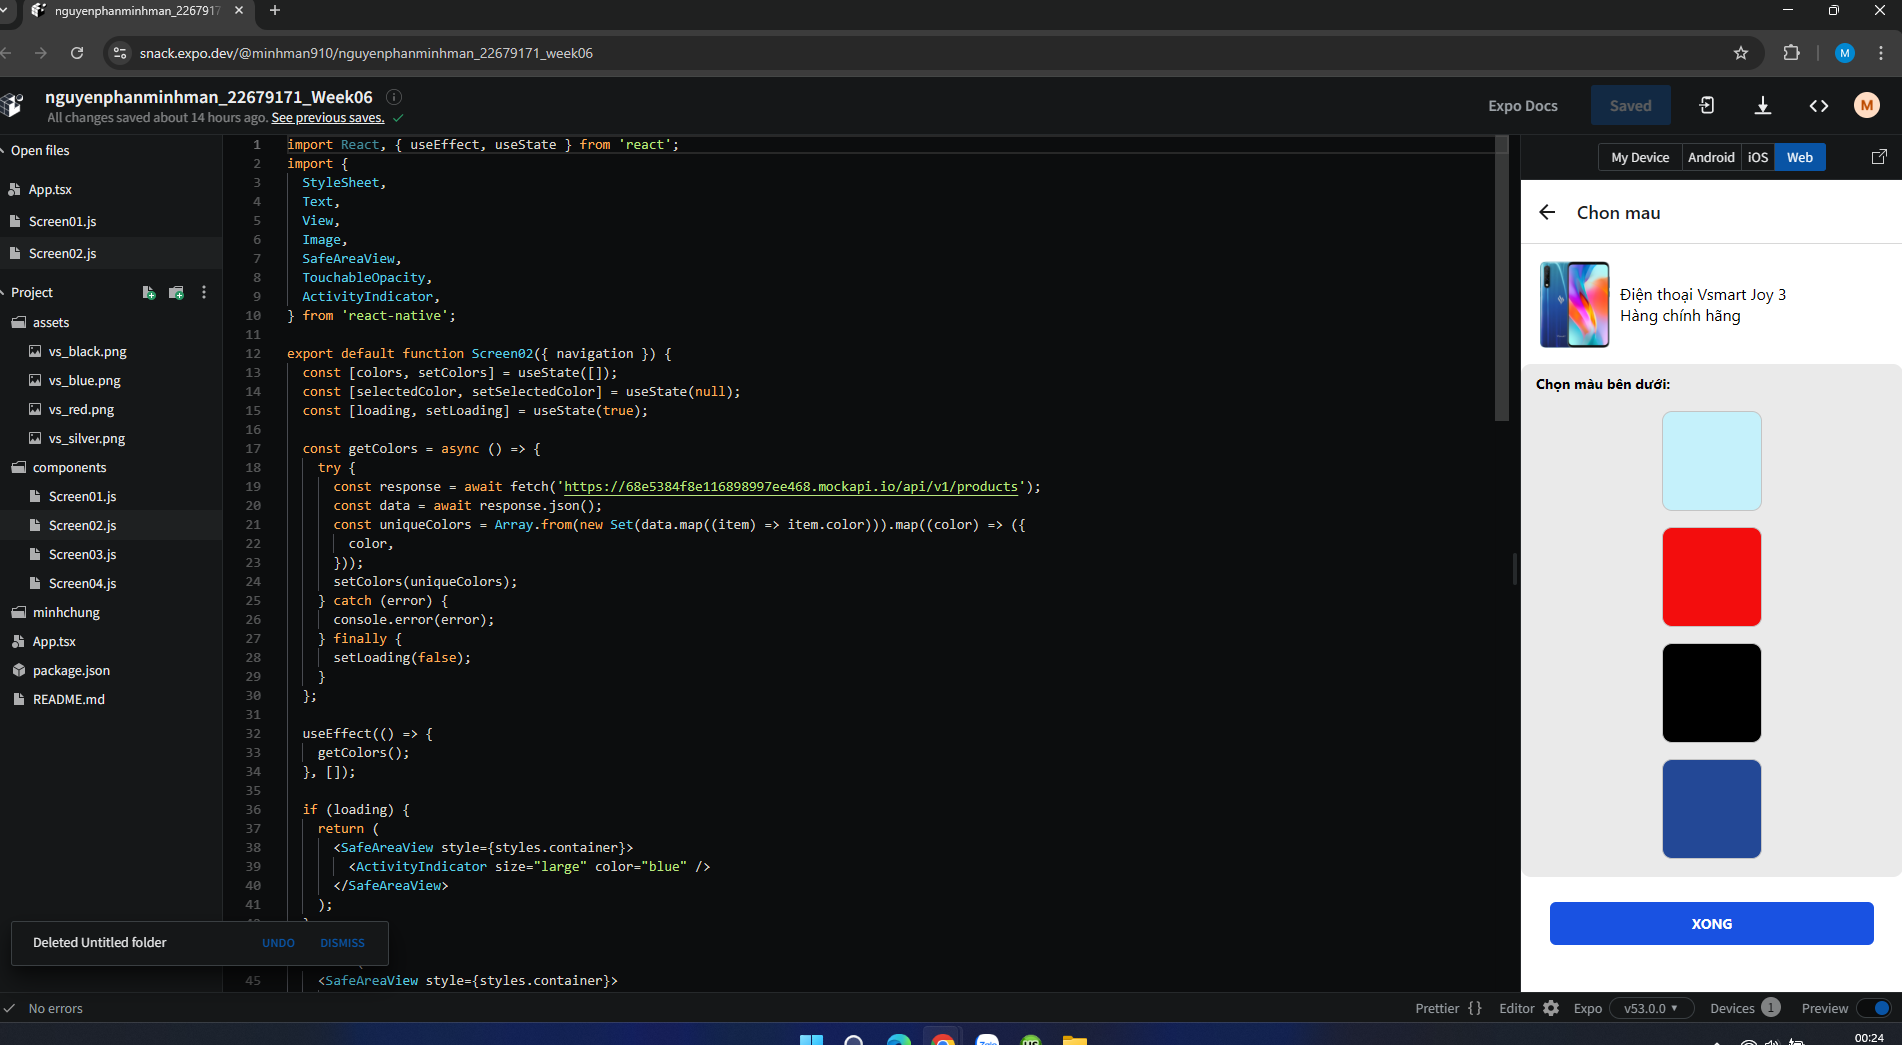 nguyenphanminhman_2267917
snack.expo.dev/@minhman910/nguyenphanminhman_22679171_week06
M
nguyenphanminhman_22679171_Week06
All changes saved about 14 hours ago. See previous saves.
Expo Docs
Saved
M
Open files
App.tsx
Screen01.js
Screen02.js
Project
assets
vs_black.png
vs_blue.png
vs_red.png
vs_silver.png
components
Screen01.js
Screen02.js
Screen03.js
Screen04.js
minhchung
App.tsx
package.json
README.md
1 import React, { useEffect, useState } from 'react';
2 import {
3 StyleSheet,
4 Text,
5 View,
6 Image,
7 SafeAreaView,
8 TouchableOpacity,
9 ActivityIndicator,
10 } from 'react-native';
11
12 export default function Screen02({ navigation }) {
13 const [colors, setColors] = useState([]);
14 const [selectedColor, setSelectedColor] = useState(null);
15 const [loading, setLoading] = useState(true);
16
17 const getColors = async () => {
18 try {
19 const response = await fetch('https://68e5384f8e116898997ee468.mockapi.io/api/v1/products');
20 const data = await response.json();
21 const uniqueColors = Array.from(new Set(data.map((item) => item.color))).map((color) => ({
22 color,
23 }));
24 setColors(uniqueColors);
25 } catch (error) {
26 console.error(error);
27 } finally {
28 setLoading(false);
29 }
30 };
31
32 useEffect(() => {
33 getColors();
34 }, []);
35
36 if (loading) {
37 return (
38 <SafeAreaView style={styles.container}>
39 <ActivityIndicator size="large" color="blue" />
40 </SafeAreaView>
41 );
45 <SafeAreaView style={styles.container}>
Deleted Untitled folder
UNDO
DISMISS
My Device
Android
iOS
Web
Chon mau
Điện thoại Vsmart Joy 3
Hàng chính hãng
Chọn màu bên dưới:
XONG
No errors
Prettier {}
Editor
Expo
v53.0.0
Devices 1
Preview
00:24